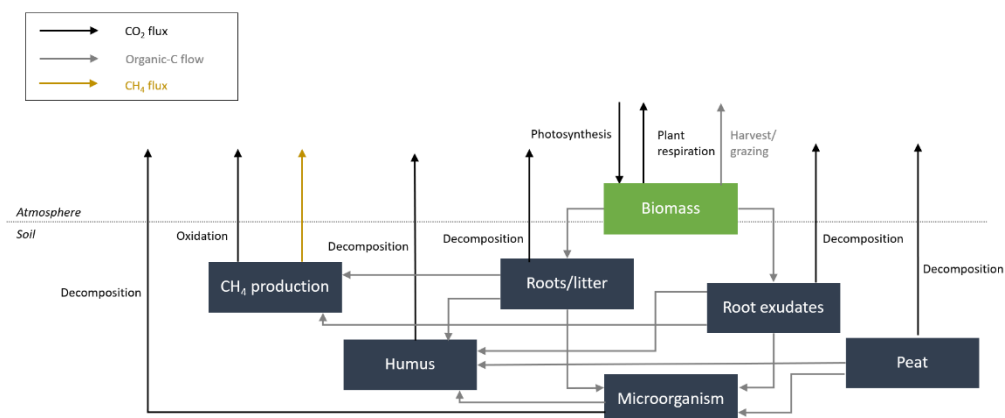 CO₂ flux
Organic-C flow
CH₄ flux
Photosynthesis
Plant
respiration
Harvest/
grazing
Biomass
Atmosphere
Soil
Oxidation
Decomposition
Decomposition
Decomposition
Decomposition
Decomposition
CH₄ production
Roots/litter
Root exudates
Humus
Peat
Microorganism